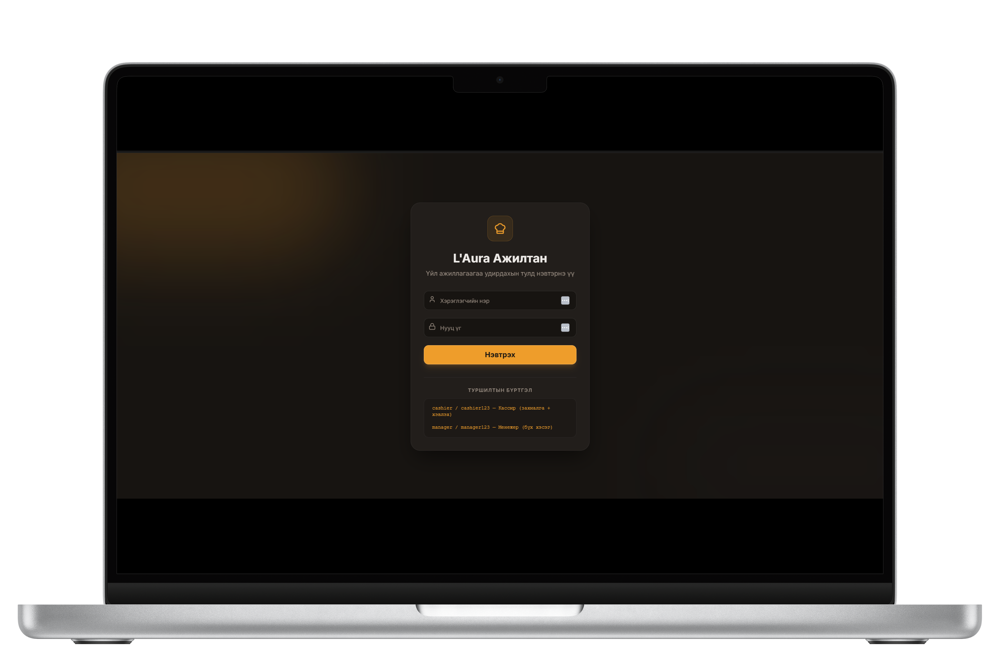 L'Aura Ажилтан
Үйл ажиллагаагаа удирдахын тулд нэвтэрнэ үү
Хэрэглэгчийн нэр
Нууц үг
Нэвтрэх
ТУРШИЛТЫН БҮРТГЭЛ
cashier / cashier123 — Кассир (захиалга +
хэвлэх)
manager / manager123 — Менежер (бүх хэсэг)